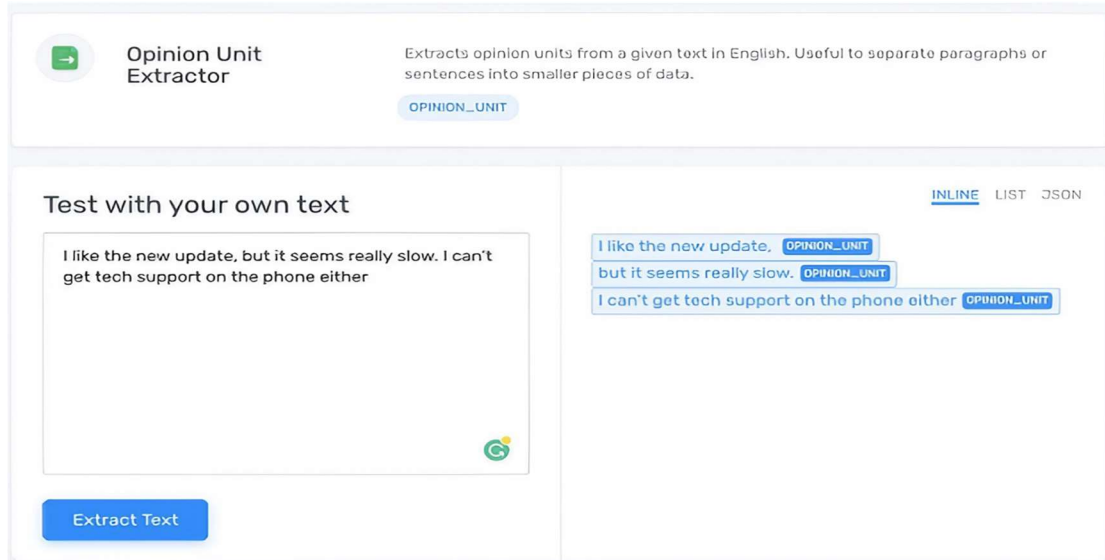 Opinion Unit
Extractor
Extracts opinion units from a given text in English. Useful to separate paragraphs or
sentences into smaller pieces of data.
OPINION_UNIT
Test with your own text
I like the new update, but it seems really slow. I can't
get tech support on the phone either
Extract Text
INLINE LIST JSON
I like the new update, OPINION_UNIT
but it seems really slow. OPINION_UNIT
I can't get tech support on the phone either OPINION_UNIT